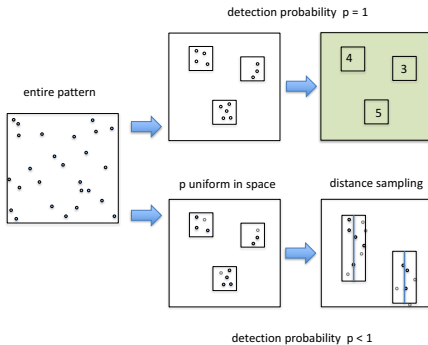 detection probability p = 1
entire pattern
4
3
5
p uniform in space
distance sampling
detection probability p < 1